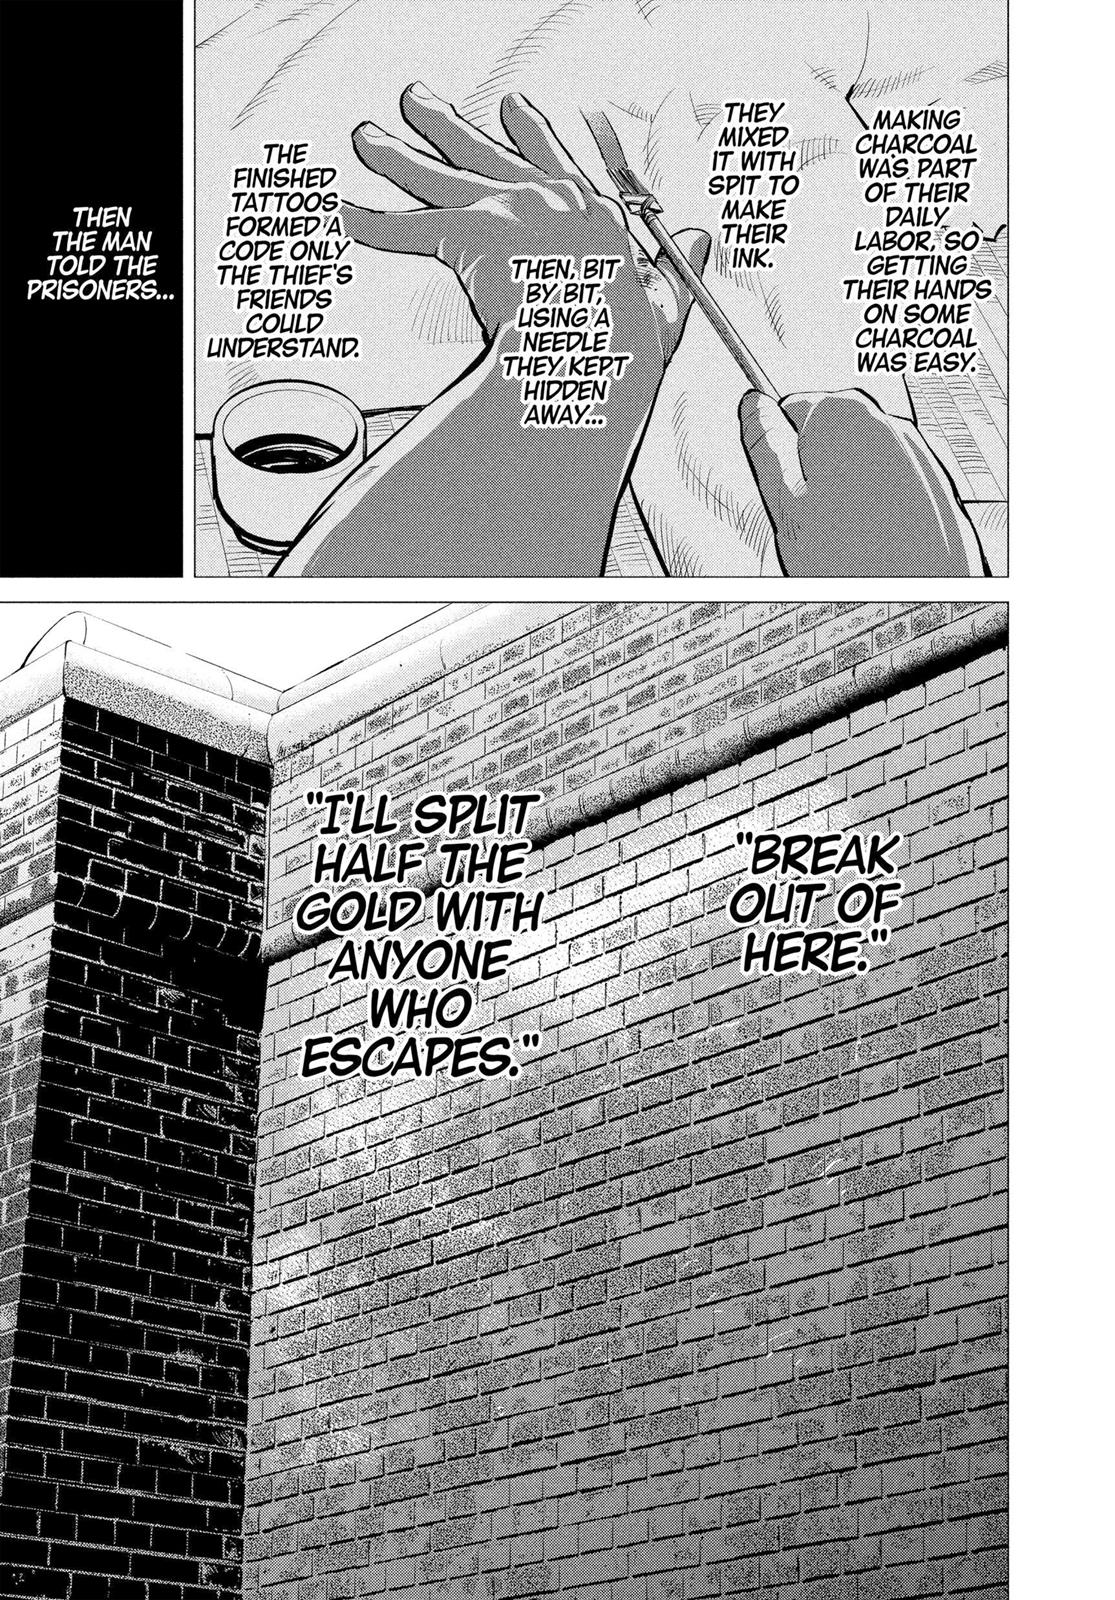 MAKING
CHARCOAL
WAS PART
OF THEIR
DAILY
LABOR, SO
GETTING
THEIR HANDS
ON SOME
CHARCOAL
WAS EASY.
THEY
MIXED
IT WITH
SPIT TO
MAKE
THEIR
INK.
THEN, BIT
BY BIT,
USING A
NEEDLE
THEY KEPT
HIDDEN
AWAY...
THE
FINISHED
TATTOOS
FORMED A
CODE ONLY
THE THIEF'S
FRIENDS
COULD
UNDERSTAND.
THEN
THE MAN
TOLD THE
PRISONERS...
"BREAK
OUT OF
HERE."
"I'LL SPLIT
HALF THE
GOLD WITH
ANYONE
WHO
ESCAPES."